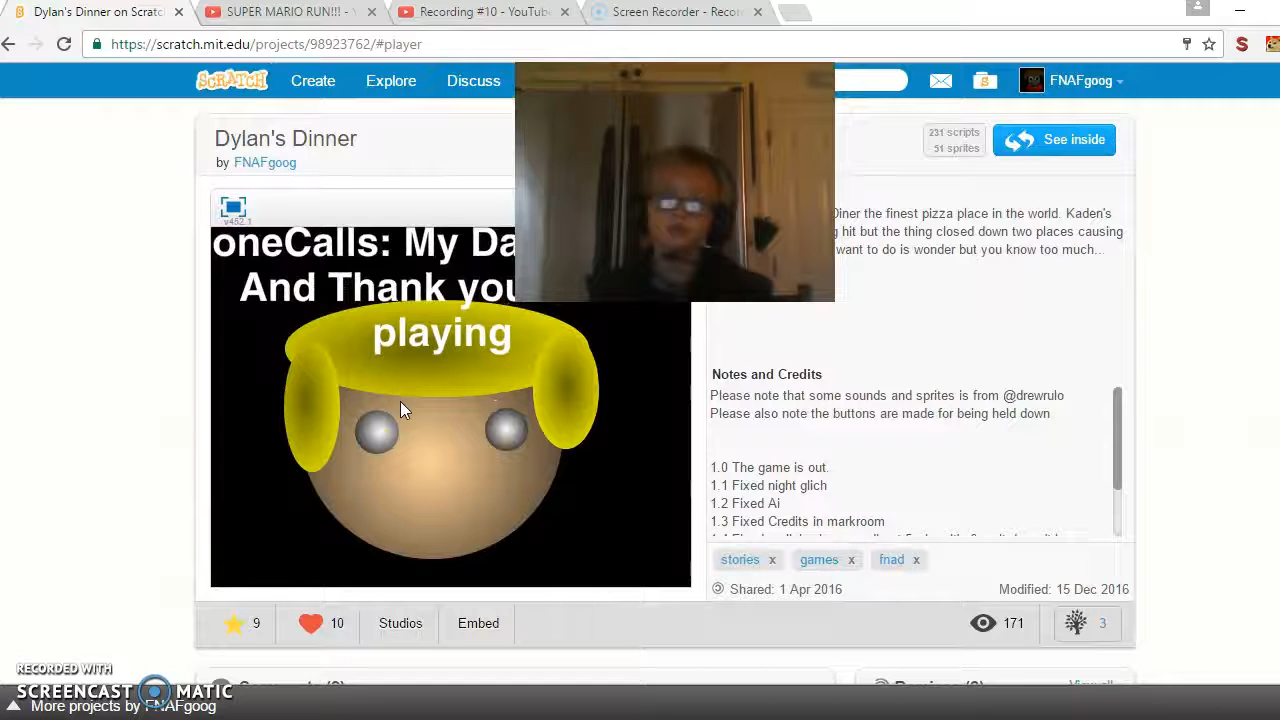 Dylan's Dinner on Scratch
SUPER MARIO RUN!!! - Y
Recording #10 - YouTube
Screen Recorder - Record
https://scratch.mit.edu/projects/98923762/#player
SCRATCH
Create
Explore
Discuss
FNAFgoog
Dylan's Dinner
by FNAFgoog
231 scripts
51 sprites
See inside
v452.1
oneCalls: My Da
And Thank you
playing
Diner the finest pizza place in the world. Kaden's
g hit but the thing closed down two places causing
want to do is wonder but you know too much...
Notes and Credits
Please note that some sounds and sprites is from @drewrulo
Please also note the buttons are made for being held down
1.0 The game is out.
1.1 Fixed night glich
1.2 Fixed Ai
1.3 Fixed Credits in markroom
stories x
games x
fnad x
Shared: 1 Apr 2016
Modified: 15 Dec 2016
9
10
Studios
Embed
171
3
RECORDED WITH
SCREENCAST MATIC
More projects by FNAFgoog